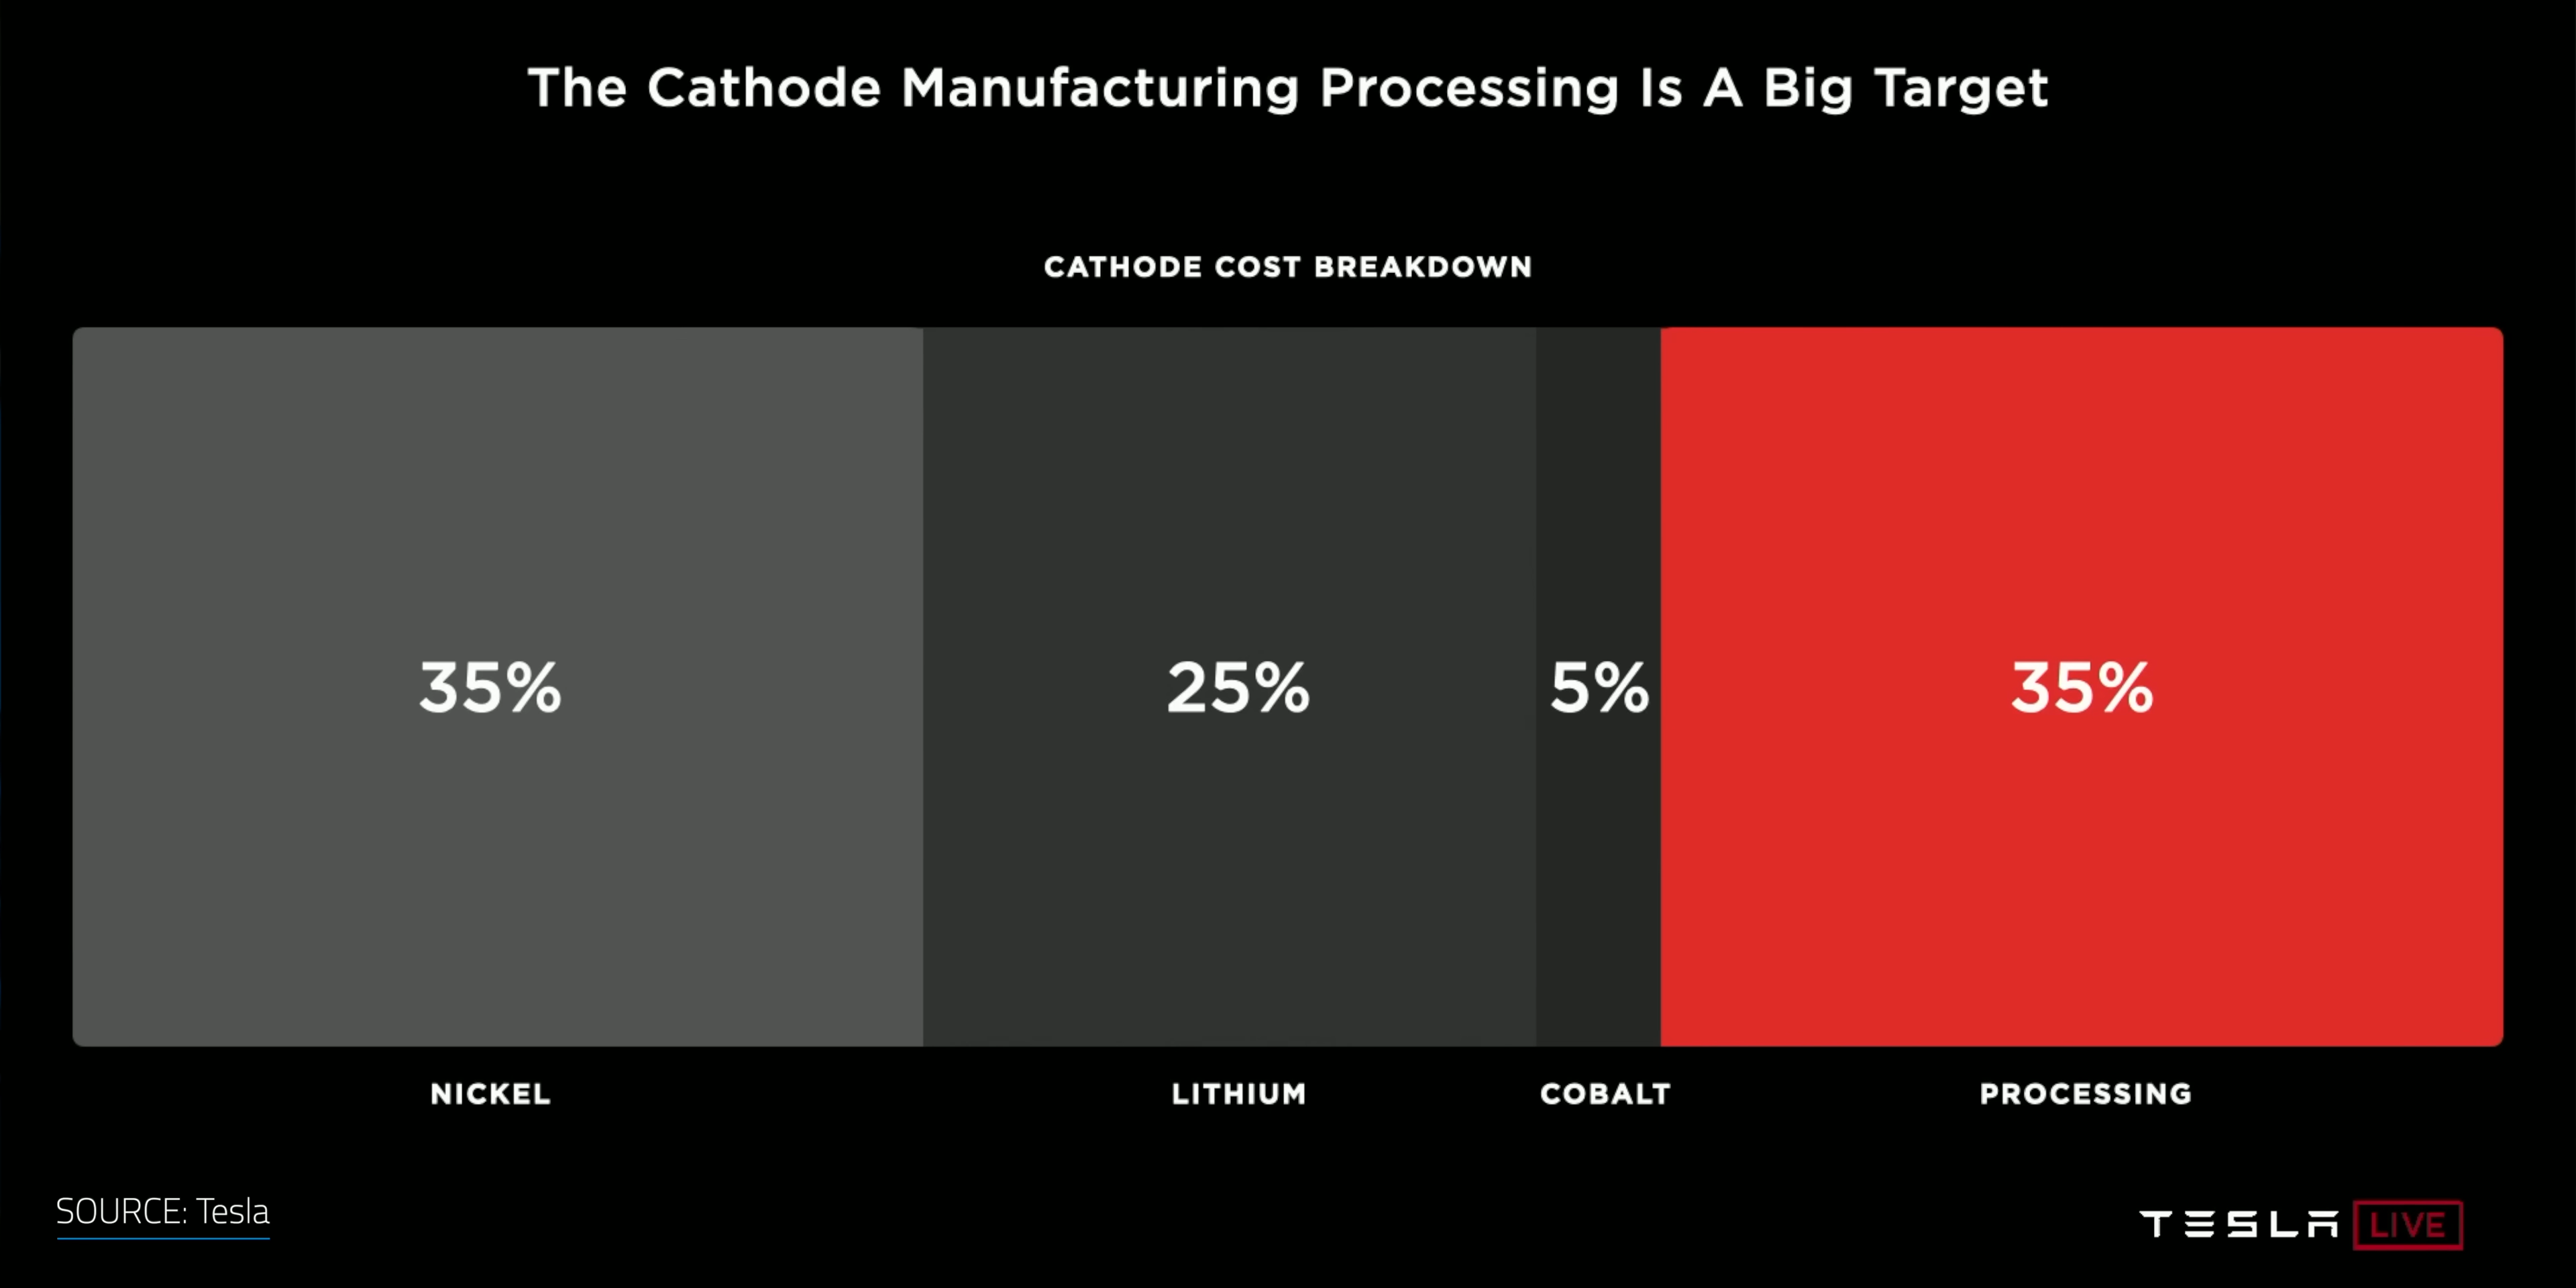 The Cathode Manufacturing Processing Is A Big Target
CATHODE COST BREAKDOWN
35% 25% 5% 35%
NICKEL LITHIUM COBALT PROCESSING
SOURCE: Tesla
TESLA LIVE